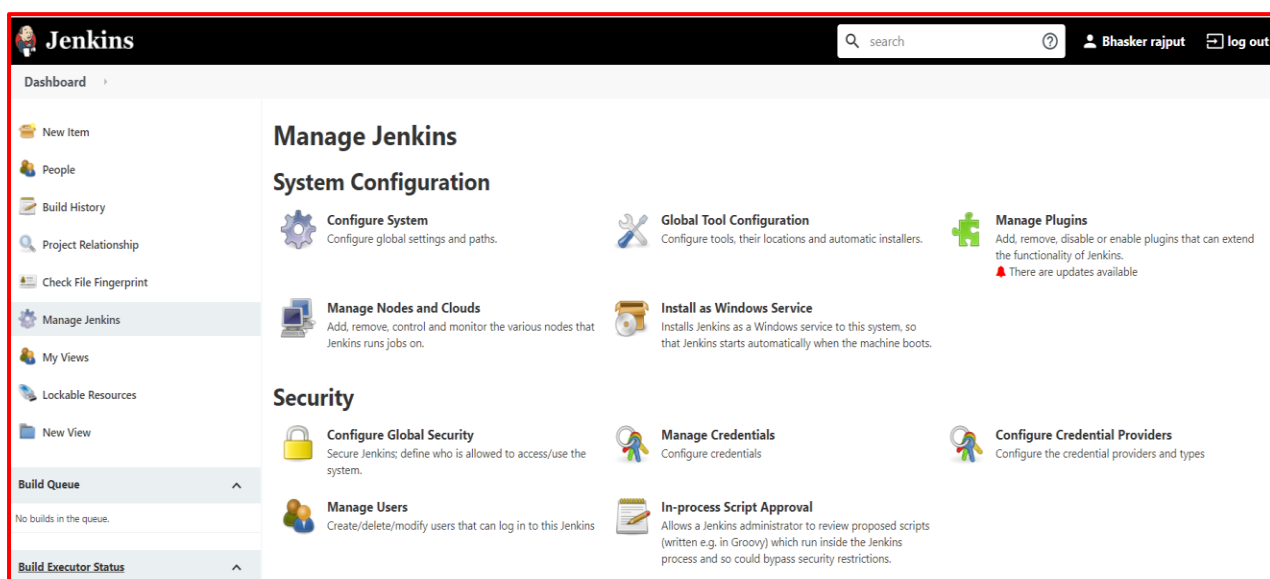 Jenkins
search
Bhasker rajput
log out
Dashboard
New Item
People
Build History
Project Relationship
Check File Fingerprint
Manage Jenkins
My Views
Lockable Resources
New View
Build Queue
No builds in the queue.
Build Executor Status
Manage Jenkins
System Configuration
Configure System
Configure global settings and paths.
Global Tool Configuration
Configure tools, their locations and automatic installers.
Manage Plugins
Add, remove, disable or enable plugins that can extend
the functionality of Jenkins.
There are updates available
Manage Nodes and Clouds
Add, remove, control and monitor the various nodes that
Jenkins runs jobs on.
Install as Windows Service
Installs Jenkins as a Windows service to this system, so
that Jenkins starts automatically when the machine boots.
Security
Configure Global Security
Secure Jenkins; define who is allowed to access/use the
system.
Manage Credentials
Configure credentials
Configure Credential Providers
Configure the credential providers and types
Manage Users
Create/delete/modify users that can log in to this Jenkins
In-process Script Approval
Allows a Jenkins administrator to review proposed scripts
(written e.g. in Groovy) which run inside the Jenkins
process and so could bypass security restrictions.